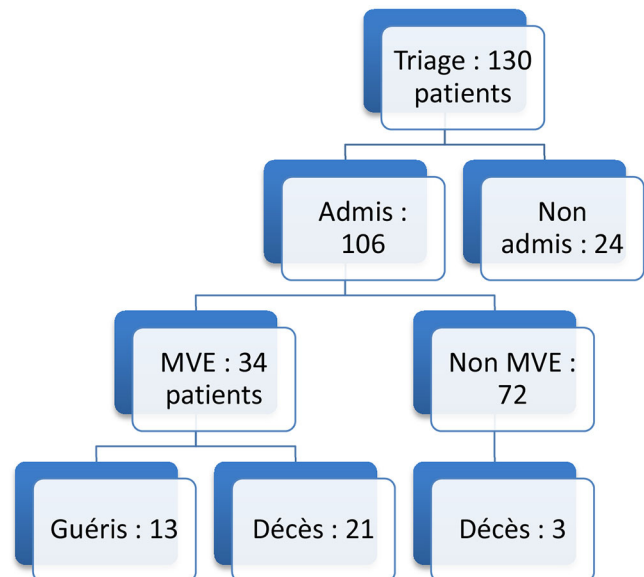 Triage : 130
patients
Admis :
106
Non
admis : 24
MVE : 34
patients
Non MVE :
72
Guéris : 13
Décès : 21
Décès : 3